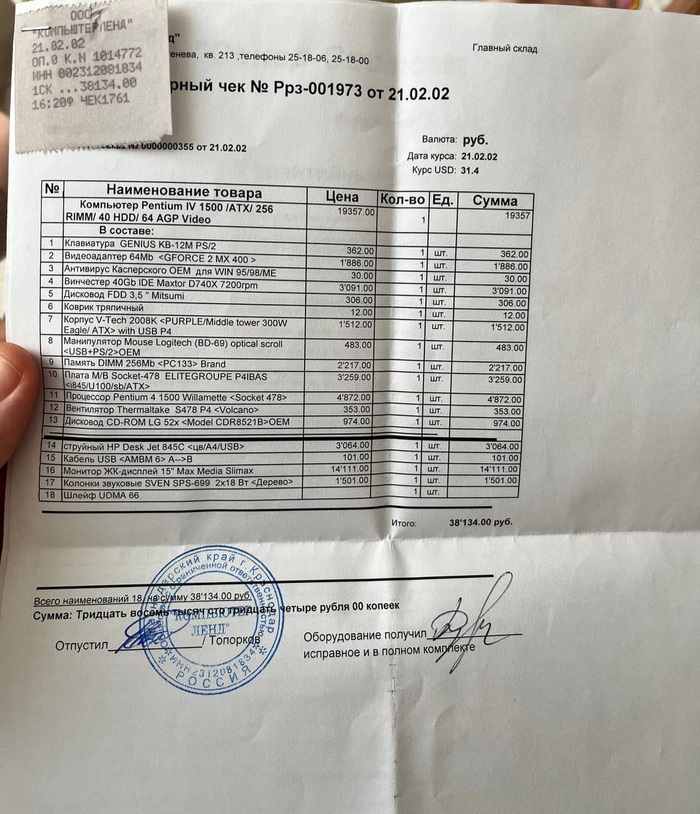 ООО
"КОМПЬЮТЕРЛЕНД"
21.02.02
ОП.0 К.Н 1014772
ИНН 002312081834
1СК ...38134.00
16:20Ф ЧЕК1761
д"
Главный склад
генева, кв. 213 ,телефоны 25-18-06, 25-18-00
рный чек № Ррз-001973 от 21.02.02
№ 0000000355 от 21.02.02
Валюта: руб.
Дата курса: 21.02.02
Курс USD: 31.4
№ Наименование товара Цена Кол-во Ед. Сумма
Компьютер Pentium IV 1500 /ATX/ 256 RIMM/ 40 HDD/ 64 AGP Video 19357.00 1 19357
В составе:
1 Клавиатура GENIUS KB-12M PS/2 362.00 1 шт. 362.00
2 Видеоадаптер 64Mb <GFORCE 2 MX 400 > 1'886.00 1 шт. 1'886.00
3 Антивирус Касперского OEM для WIN 95/98/ME 30.00 1 шт. 30.00
4 Винчестер 40Gb IDE Maxtor D740X 7200rpm 3'091.00 1 шт. 3'091.00
5 Дисковод FDD 3,5 " Mitsumi 306.00 1 шт. 306.00
6 Коврик тряпичный 12.00 1 шт. 12.00
7 Корпус V-Tech 2008K <PURPLE/Middle tower 300W Eagle/ ATX> with USB P4 1'512.00 1 шт. 1'512.00
8 Манипулятор Mouse Logitech (BD-69) optical scroll <USB+PS/2>OEM 483.00 1 шт. 483.00
9 Память DIMM 256Mb <PC133> Brand 2'217.00 1 шт. 2'217.00
10 Плата M/B Socket-478 ELITEGROUPE P4IBAS <i845/U100/sb/ATX> 3'259.00 1 шт. 3'259.00
11 Процессор Pentium 4 1500 Willamette <Socket 478> 4'872.00 1 шт. 4'872.00
12 Вентилятор Thermaltake S478 P4 <Volcano> 353.00 1 шт. 353.00
13 Дисковод CD-ROM LG 52x <Model CDR8521B>OEM 974.00 1 шт. 974.00
14 струйный HP Desk Jet 845C <цв/A4/USB> 3'064.00 1 шт. 3'064.00
15 Кабель USB <AMBM 6> A-->B 101.00 1 шт. 101.00
16 Монитор ЖК-дисплей 15" Max Media Slimax 14'111.00 1 шт. 14'111.00
17 Колонки звуковые SVEN SPS-699 2x18 Вт <Дерево> 1'501.00 1 шт. 1'501.00
18 Шлейф UDMA 66 1 шт.
Итого: 38'134.00 руб.
Всего наименований 18, на сумму 38'134.00 руб.
Сумма: Тридцать восемь тысяч сто тридцать четыре рубля 00 копеек
Отпустил / Топорков
Оборудование получил
исправное и в полном комплекте
край г.Краснодар
ограниченной ответственностью
КОМПЬЮТЕР
ЛЕНД"
РОССИЯ